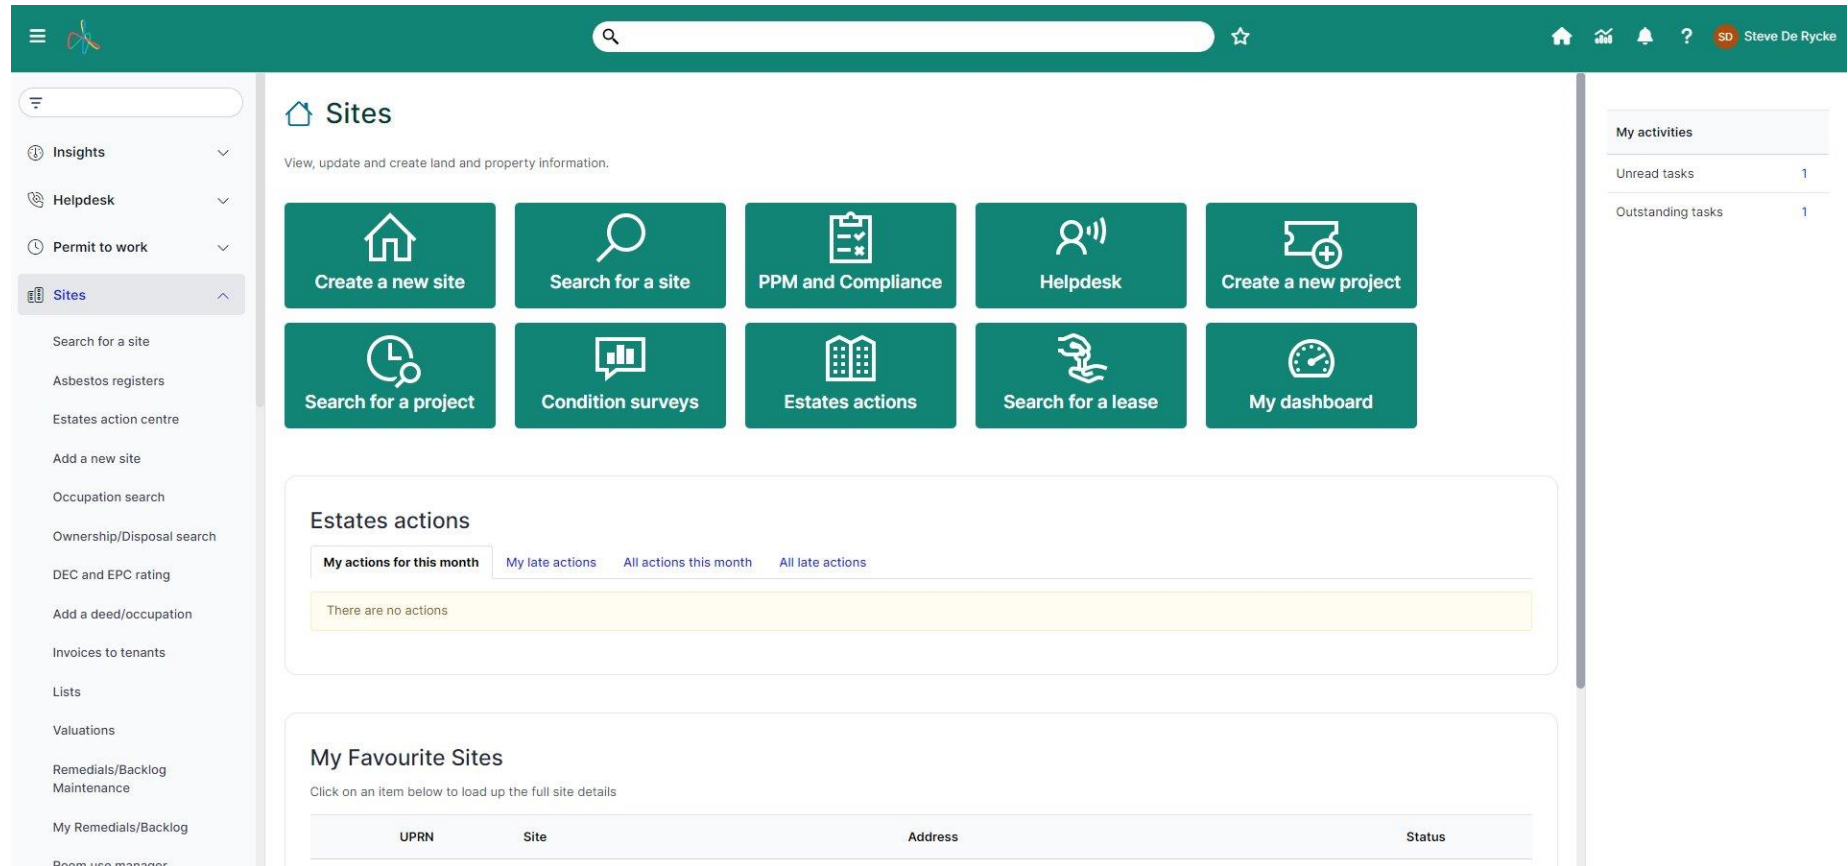 SD Steve De Rycke
Insights
Helpdesk
Permit to work
Sites
Search for a site
Asbestos registers
Estates action centre
Add a new site
Occupation search
Ownership/Disposal search
DEC and EPC rating
Add a deed/occupation
Invoices to tenants
Lists
Valuations
Remedials/Backlog
Maintenance
My Remedials/Backlog
Room use manager
Sites
View, update and create land and property information.
Create a new site
Search for a site
PPM and Compliance
Helpdesk
Create a new project
Search for a project
Condition surveys
Estates actions
Search for a lease
My dashboard
Estates actions
My actions for this month My late actions All actions this month All late actions
There are no actions
My Favourite Sites
Click on an item below to load up the full site details
UPRN Site Address Status
My activities
Unread tasks 1
Outstanding tasks 1